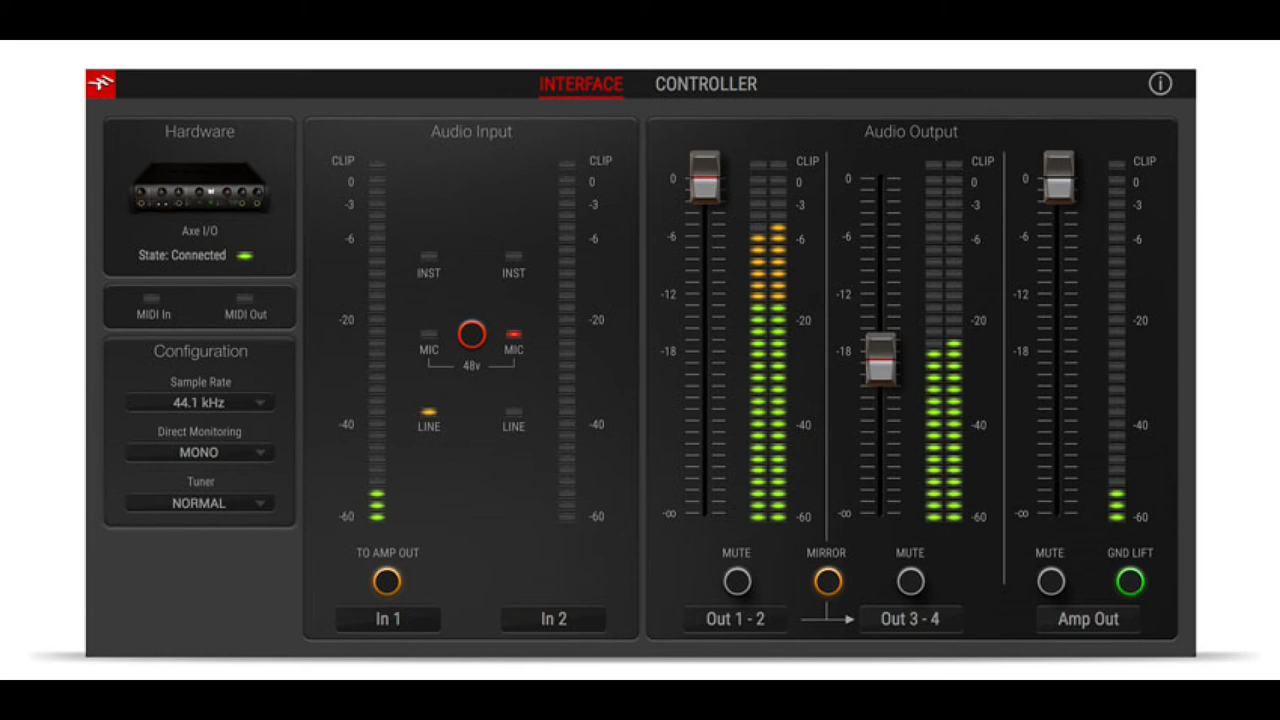 INTERFACE CONTROLLER
Hardware
Axe I/O
State: Connected
MIDI In MIDI Out
Configuration
Sample Rate
44.1 kHz
Direct Monitoring
MONO
Tuner
NORMAL
Audio Input
CLIP CLIP
0 0
-3 -3
-6 -6
INST INST
-20 -20
MIC MIC
48v
-40 -40
LINE LINE
-60 -60
TO AMP OUT
In 1 In 2
Audio Output
CLIP CLIP CLIP
0 0 0 0 0 0
-3 -3 -3
-6 -6 -6 -6 -6 -6
-12 -12 -12
-20 -20 -20
-18 -18 -18
-40 -40 -40
-∞ -60 -∞ -60 -∞ -60
MUTE MIRROR MUTE MUTE GND LIFT
Out 1 - 2 Out 3 - 4 Amp Out